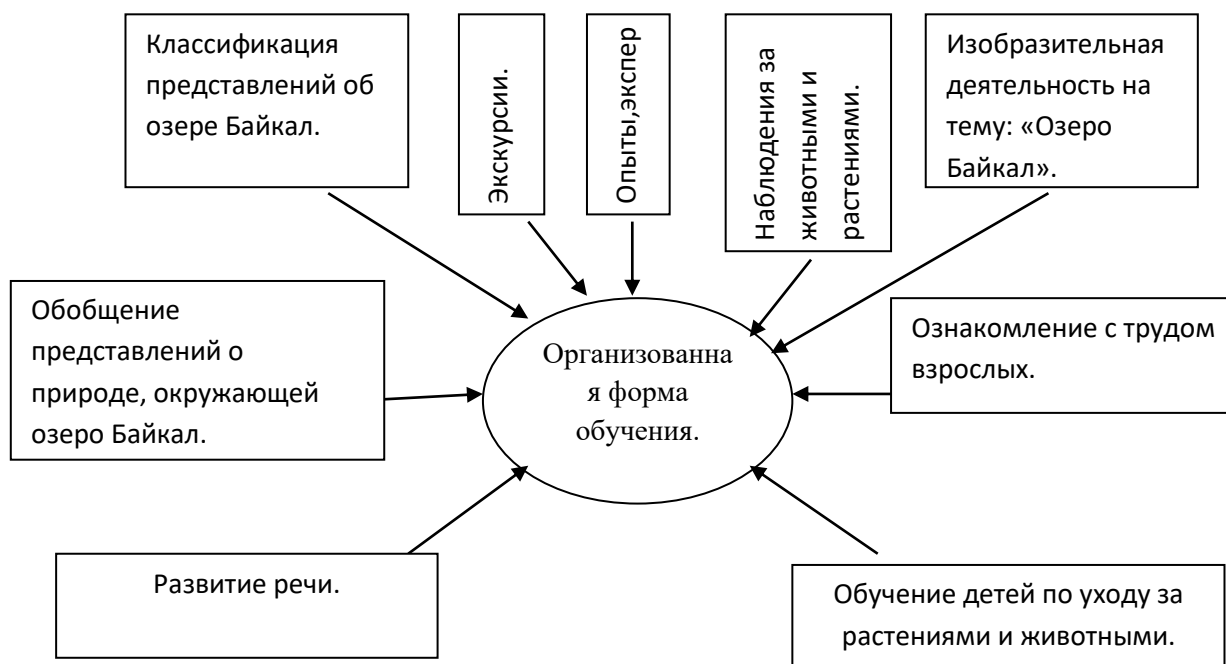 Классификация
представлений об
озере Байкал.
Экскурсии.
Опыты,экспер
Наблюдения за
животными и
растениями.
Изобразительная
деятельность на
тему: «Озеро
Байкал».
Обобщение
представлений о
природе, окружающей
озеро Байкал.
Организованна
я форма
обучения.
Ознакомление с трудом
взрослых.
Развитие речи.
Обучение детей по уходу за
растениями и животными.